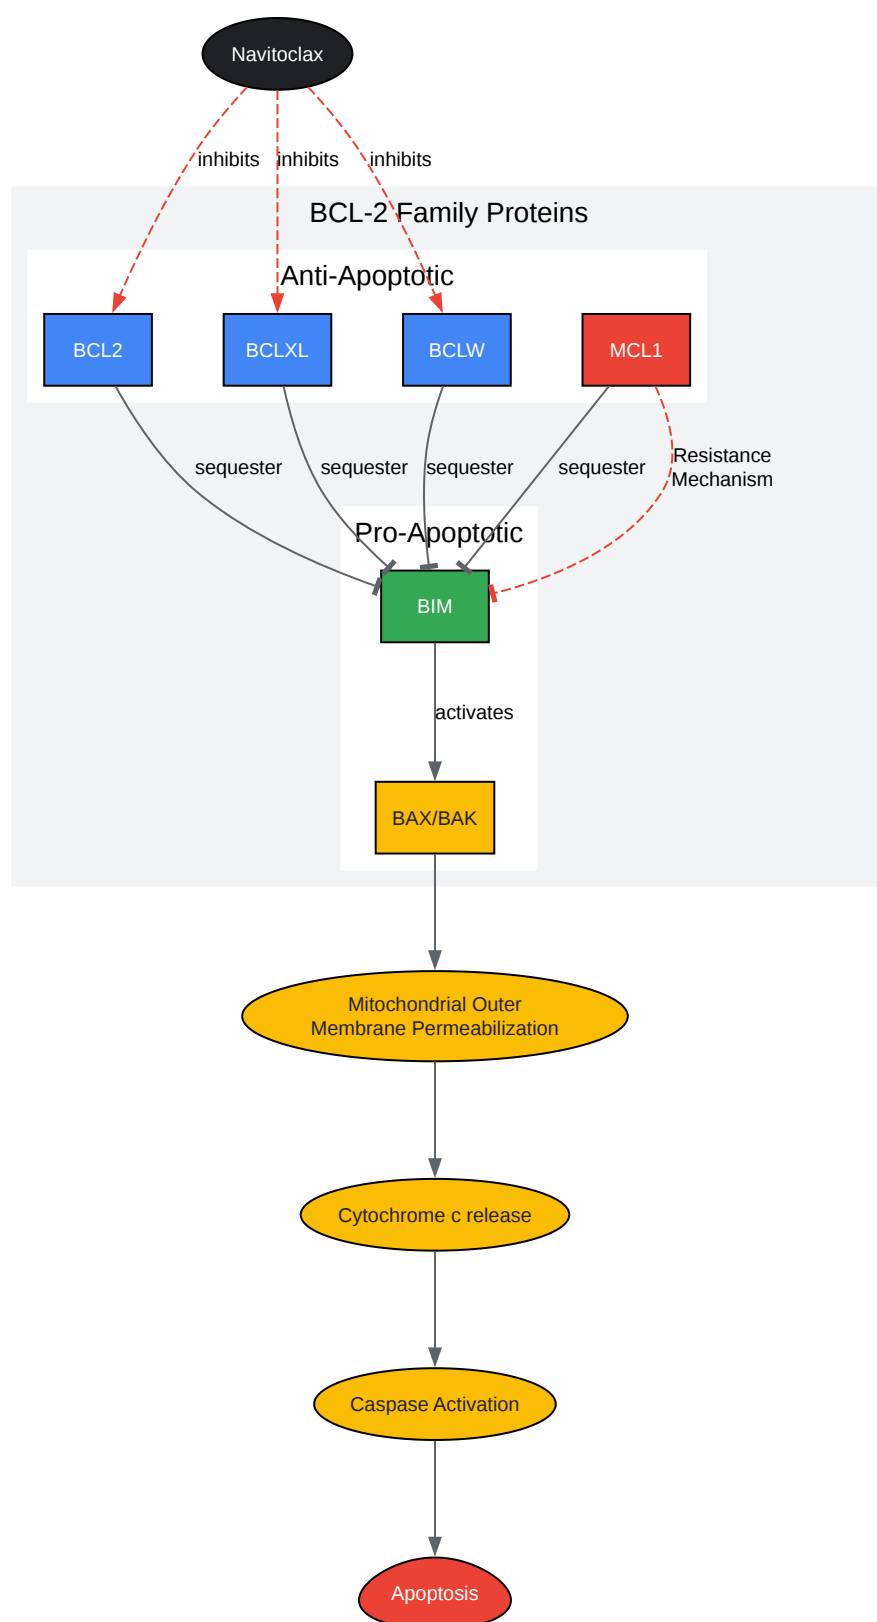 Navitoclax
inhibits
inhibits
inhibits
BCL-2 Family Proteins
Anti-Apoptotic
BCL2
BCLXL
BCLW
MCL1
sequester
sequester
sequester
sequester
Resistance
Mechanism
Pro-Apoptotic
BIM
activates
BAX/BAK
Mitochondrial Outer
Membrane Permeabilization
Cytochrome c release
Caspase Activation
Apoptosis